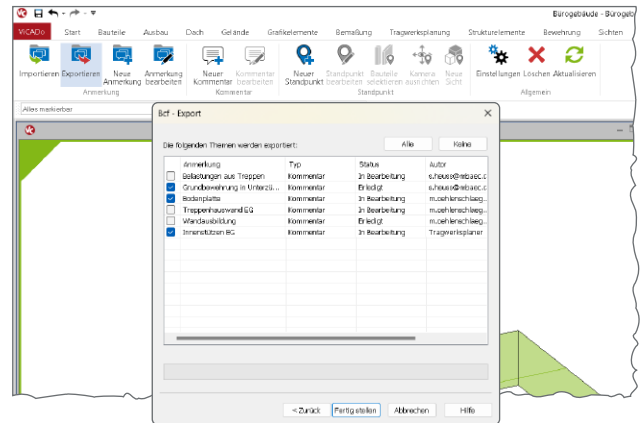 Bürogebäude - Bürogeb
ViCADo Start Bauteile Ausbau Dach Gelände Grafikelemente Bemaßung Tragwerksplanung Strukturelemente Bewehrung Sichten
Importieren Exportieren Neue Anmerkung Anmerkung bearbeiten Neuer Kommentar Kommentar bearbeiten Neuer Standpunkt Standpunkt bearbeiten Bauteile selektieren Kamera ausrichten Neue Sicht Einstellungen Löschen Aktualisieren
Anmerkung Kommentar Standpunkt Allgemein
Alles markierbar
Bcf - Export
Die folgenden Themen werden exportiert: Alle Keine
Anmerkung Typ Status Autor
Belastungen aus Treppen Kommentar In Bearbeitung s.heuss@mbaec.c
Grundbewehrung in Unterzü... Kommentar Erledigt s.heuss@mbaec.c
Bodenplatte Kommentar In Bearbeitung m.oehlenschlaeg..
Treppenhauswand EG Kommentar In Bearbeitung m.oehlenschlaeg..
Wandausbildung Kommentar Erledigt m.oehlenschlaeg..
Innenstützen EG Kommentar In Bearbeitung Tragwerksplaner
< Zurück Fertig stellen Abbrechen Hilfe